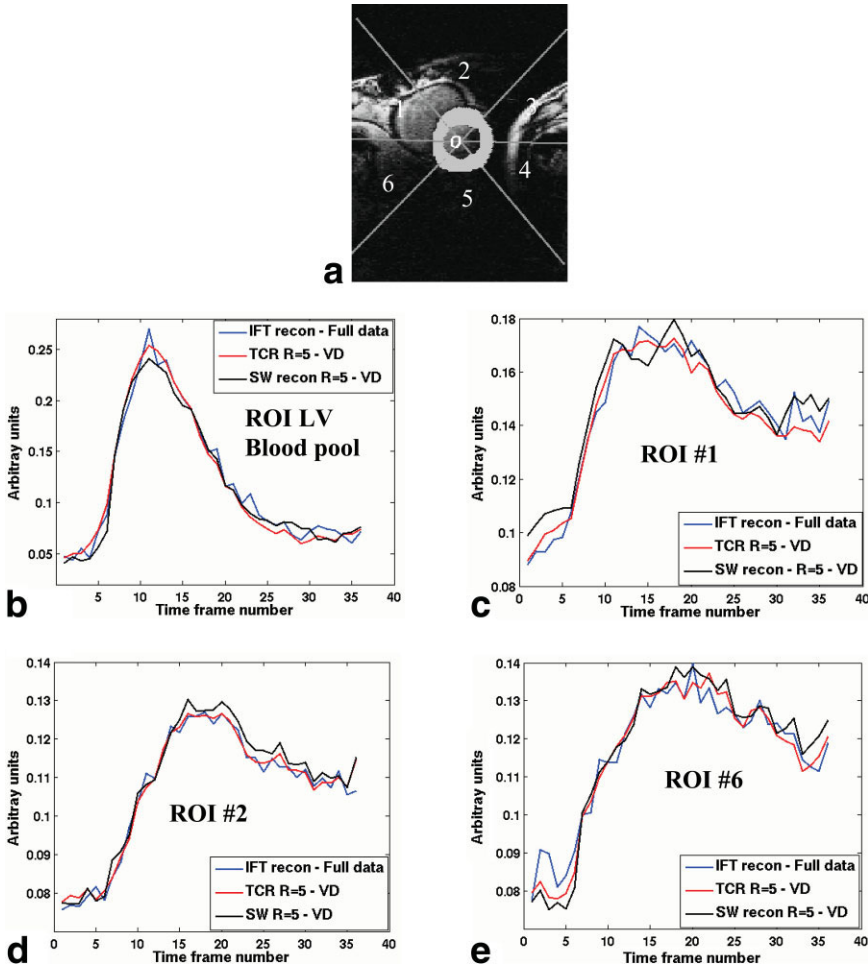 2
1
3
4
6
5
a
IFT recon - Full data
TCR R=5 - VD
SW recon R=5 - VD
ROI LV
Blood pool
Arbitray units
0.25
0.2
0.15
0.1
0.05
5 10 15 20 25 30 35 40
Time frame number
b
0.18
0.16
0.14
0.12
0.1
0.08
Arbitray units
ROI #1
IFT recon - Full data
TCR R=5 - VD
SW recon - R=5 - VD
0 5 10 15 20 25 30 35 40
Time frame number
c
0.14
0.13
0.12
0.11
0.1
0.09
0.08
Arbitray units
ROI #2
IFT recon - Full data
TCR R=5 - VD
SW R=5 - VD
0 5 10 15 20 25 30 35 40
Time frame number
d
0.14
0.13
0.12
0.11
0.1
0.09
0.08
Arbitray units
ROI #6
IFT recon - Full data
TCR R=5 - VD
SW recon R=5 - VD
0 5 10 15 20 25 30 35 40
Time frame number
e